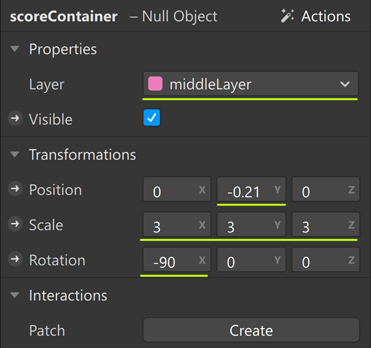 scoreContainer – Null Object Actions
Properties
Layer middleLayer
Visible
Transformations
Position 0 X -0.21 Y 0 Z
Scale 3 X 3 Y 3 Z
Rotation -90 X 0 Y 0 Z
Interactions
Patch Create